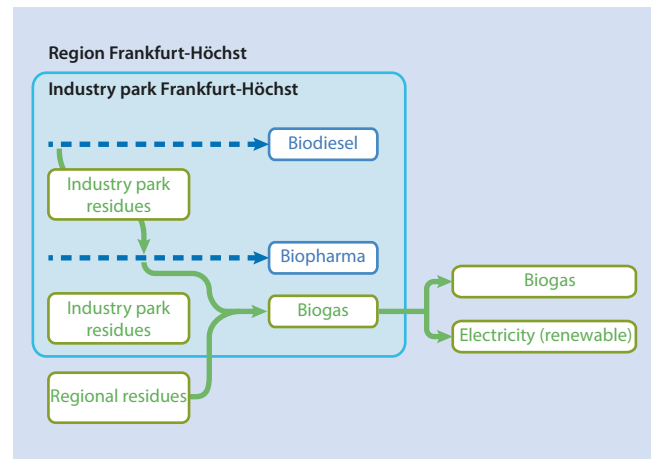 Region Frankfurt-Höchst
Industry park Frankfurt-Höchst
Biodiesel
Industry park
residues
Biopharma
Biogas
Industry park
residues
Biogas
Electricity (renewable)
Regional residues